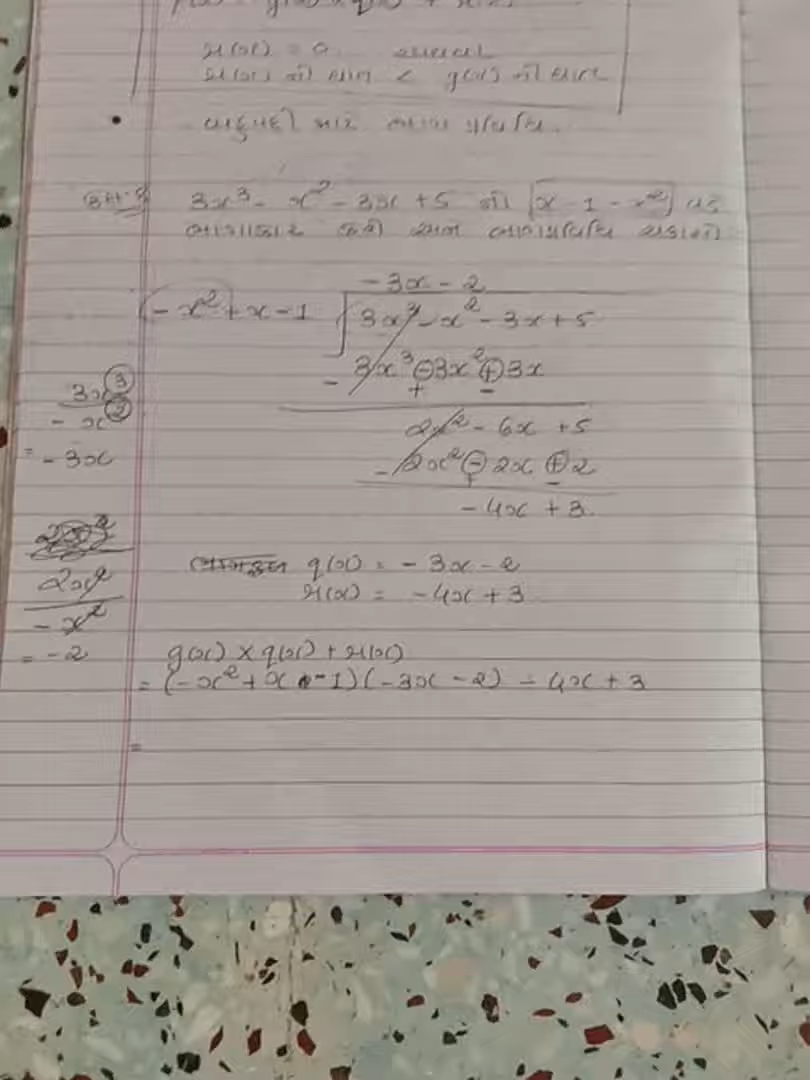 g(x) × q(x) + r(x)
r(x) = 0 અથવા
r(x) ની ઘાત < g(x) ની ઘાત
• બહુપદી માટે ભાગ પ્રવિધિ.
3x³ - x² - 3x + 5 ની x - 1 - x² વડે
ભાગાકાર કરી અને ભાગપ્રવિધિ ચકાસો
-3x - 2
-x² + x - 1 3x³ - x² - 3x + 5
- 3x³ ⊖ 3x² ⊕ 3x
+ -
3x³
- x²
= - 3x
2x² - 6x + 5
- 2x² ⊖ 2x ⊕ 2
+ -
- 4x + 3
q(x) = - 3x - 2
r(x) = - 4x + 3
2x²
- x²
= - 2
g(x) × q(x) + r(x)
= (-x² + x - 1)(-3x - 2) - 4x + 3
=